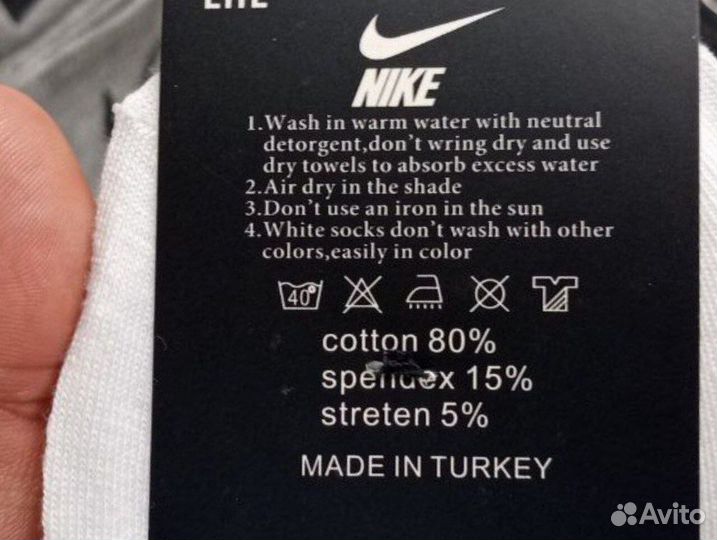 ELITE
NIKE
1.Wash in warm water with neutral
detorgent,don't wring dry and use
dry towels to absorb excess water
2.Air dry in the shade
3.Don't use an iron in the sun
4.White socks don't wash with other
colors,easily in color
40°
cotton 80%
spendex 15%
streten 5%
MADE IN TURKEY
Avito